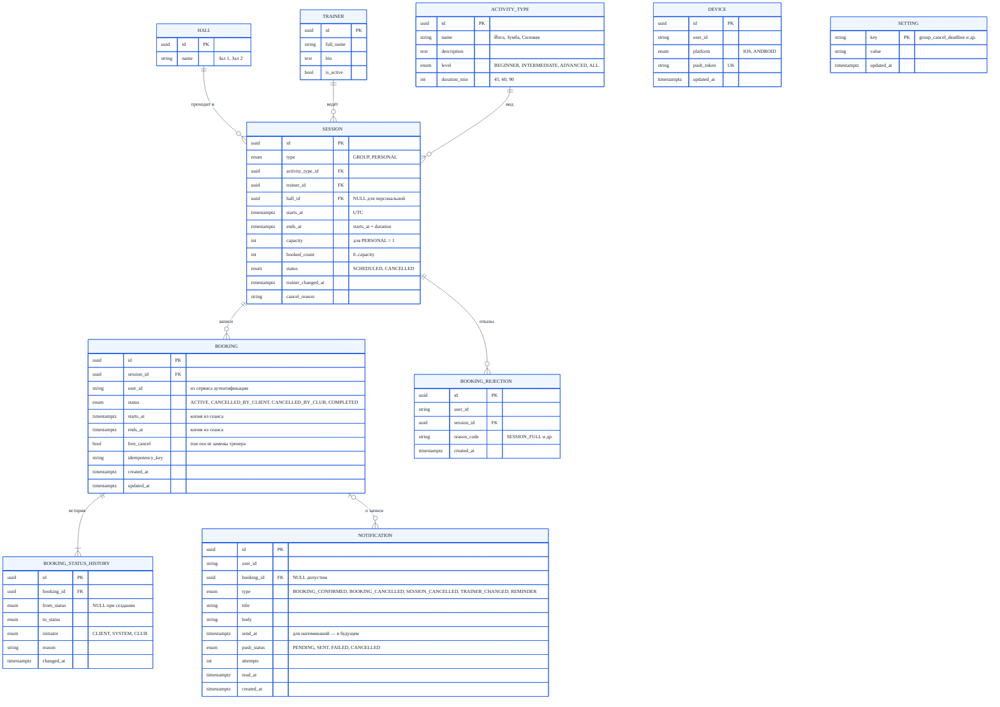 HALL
uuid id PK
string name Зал 1, Зал 2
TRAINER
uuid id PK
string full_name
text bio
bool is_active
ACTIVITY_TYPE
uuid id PK
string name Йога, Зумба, Силовая
text description
enum level BEGINNER, INTERMEDIATE, ADVANCED, ALL
int duration_min 45, 60, 90
DEVICE
uuid id PK
string user_id
enum platform IOS, ANDROID
string push_token UK
timestamptz updated_at
SETTING
string key PK group_cancel_deadline и др.
string value
timestamptz updated_at
проходит в
ведёт
вид
SESSION
uuid id PK
enum type GROUP, PERSONAL
uuid activity_type_id FK
uuid trainer_id FK
uuid hall_id FK NULL для персональной
timestamptz starts_at UTC
timestamptz ends_at starts_at + duration
int capacity для PERSONAL = 1
int booked_count 0..capacity
enum status SCHEDULED, CANCELLED
timestamptz trainer_changed_at
string cancel_reason
записи
отказы
BOOKING
uuid id PK
uuid session_id FK
string user_id из сервиса аутентификации
enum status ACTIVE, CANCELLED_BY_CLIENT, CANCELLED_BY_CLUB, COMPLETED
timestamptz starts_at копия из сеанса
timestamptz ends_at копия из сеанса
bool free_cancel true после замены тренера
string idempotency_key
timestamptz created_at
timestamptz updated_at
BOOKING_REJECTION
uuid id PK
string user_id
uuid session_id FK
string reason_code SESSION_FULL и др.
timestamptz created_at
история
о записи
BOOKING_STATUS_HISTORY
uuid id PK
uuid booking_id FK
enum from_status NULL при создании
enum to_status
enum initiator CLIENT, SYSTEM, CLUB
string reason
timestamptz changed_at
NOTIFICATION
uuid id PK
string user_id
uuid booking_id FK NULL допустим
enum type BOOKING_CONFIRMED, BOOKING_CANCELLED, SESSION_CANCELLED, TRAINER_CHANGED, REMINDER
string title
string body
timestamptz send_at для напоминаний — в будущем
enum push_status PENDING, SENT, FAILED, CANCELLED
int attempts
timestamptz read_at
timestamptz created_at